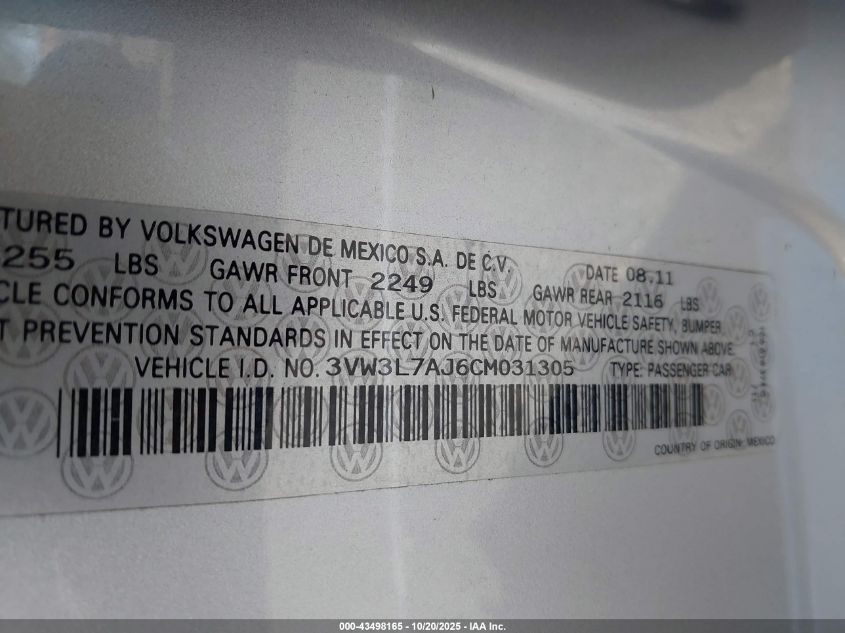 TURED BY VOLKSWAGEN DE MEXICO S.A. DE C.V. DATE 08.11
255 LBS GAWR FRONT 2249 LBS GAWR REAR 2116 LBS
CLE CONFORMS TO ALL APPLICABLE U.S. FEDERAL MOTOR VEHICLE SAFETY, BUMPER
T PREVENTION STANDARDS IN EFFECT ON THE DATE OF MANUFACTURE SHOWN ABOVE
VEHICLE I.D. NO. 3VW3L7AJ6CM031305 TYPE: PASSENGER CAR
COUNTRY OF ORIGIN: MEXICO
000-43498165 - 10/20/2025 - IAA Inc.